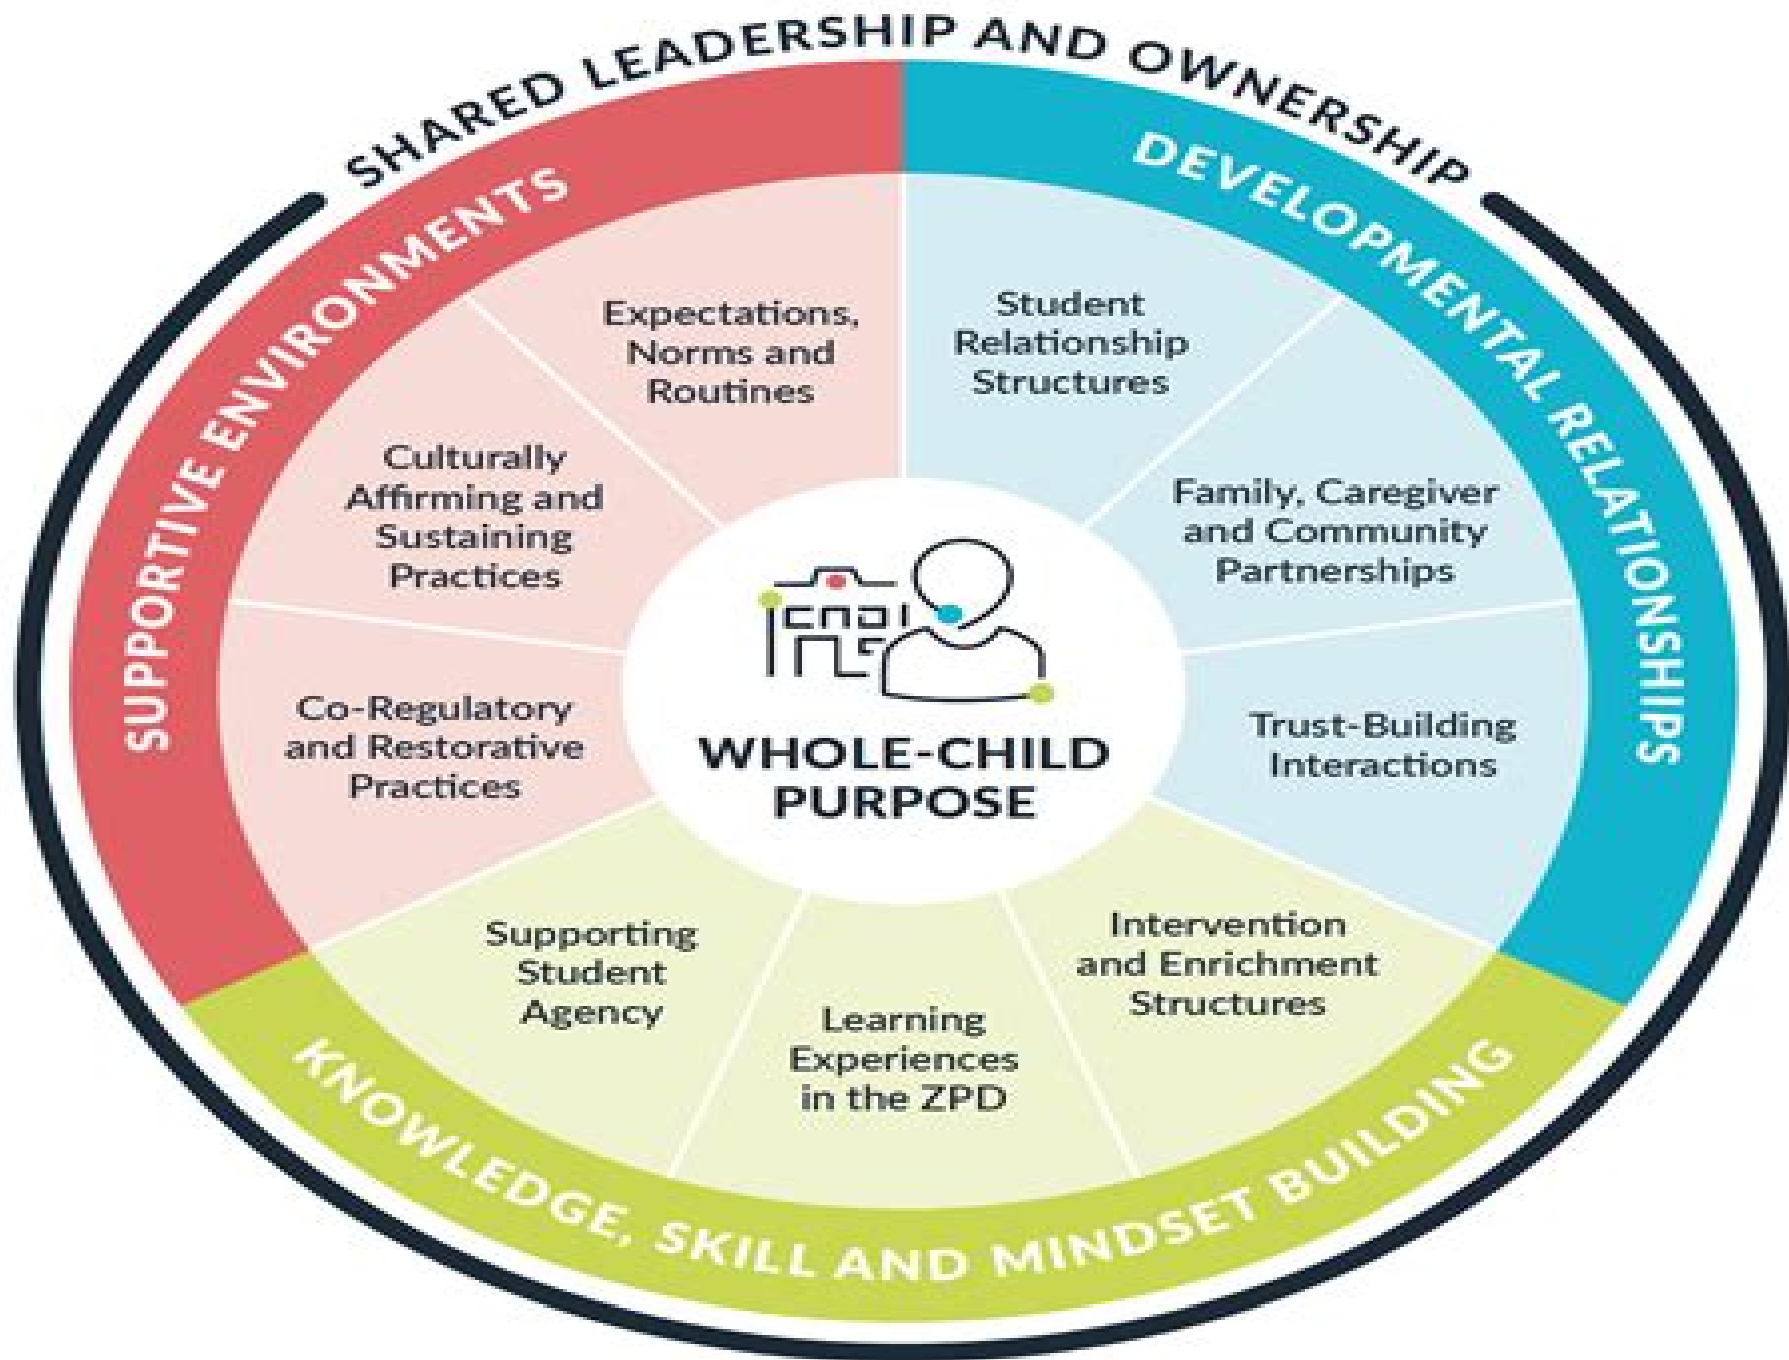 SHARED LEADERSHIP AND OWNERSHIP
SUPPORTIVE ENVIRONMENTS
DEVELOPMENTAL RELATIONSHIPS
Expectations,
Norms and
Routines
Student
Relationship
Structures
Culturally
Affirming and
Sustaining
Practices
Family, Caregiver
and Community
Partnerships
Co-Regulatory
and Restorative
Practices
WHOLE-CHILD
PURPOSE
Trust-Building
Interactions
Supporting
Student
Agency
Learning
Experiences
in the ZPD
Intervention
and Enrichment
Structures
KNOWLEDGE, SKILL AND MINDSET BUILDING